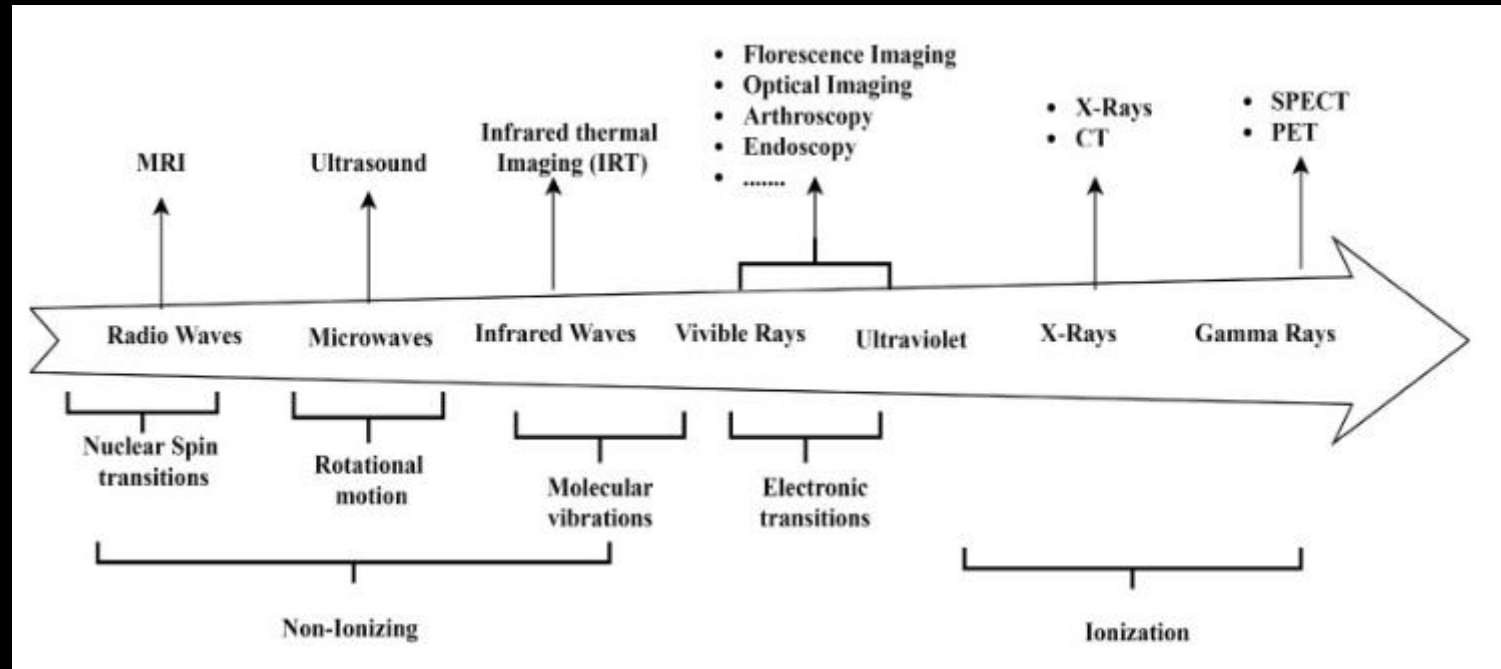 • Florescence Imaging
• Optical Imaging
• Arthroscopy
• Endoscopy
• .......
• X-Rays
• CT
• SPECT
• PET
MRI
Ultrasound
Infrared thermal
Imaging (IRT)
Radio Waves
Microwaves
Infrared Waves
Vivible Rays
Ultraviolet
X-Rays
Gamma Rays
Nuclear Spin
transitions
Rotational
motion
Molecular
vibrations
Electronic
transitions
Non-Ionizing
Ionization